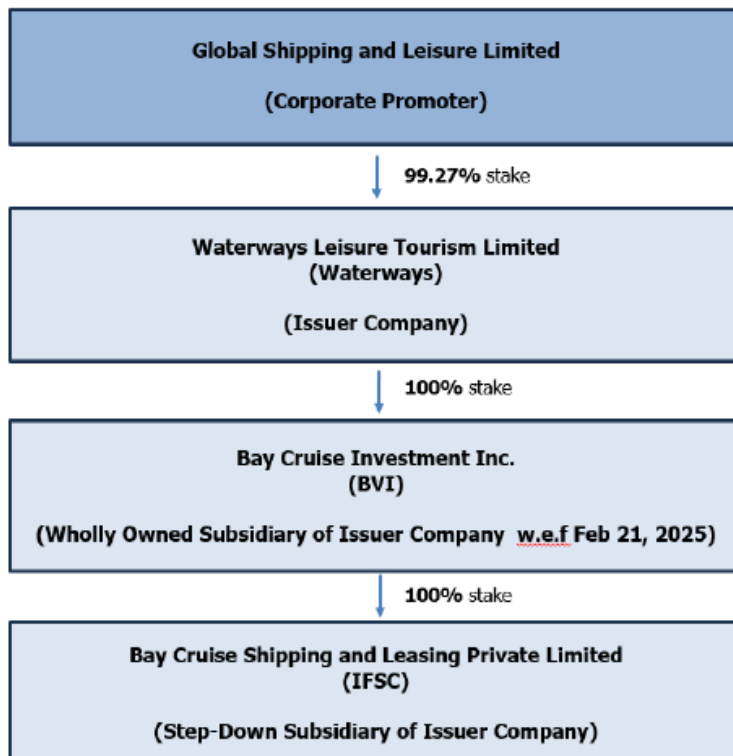 Global Shipping and Leisure Limited
(Corporate Promoter)
99.27% stake
Waterways Leisure Tourism Limited
(Waterways)
(Issuer Company)
100% stake
Bay Cruise Investment Inc.
(BVI)
(Wholly Owned Subsidiary of Issuer Company w.e.f Feb 21, 2025)
100% stake
Bay Cruise Shipping and Leasing Private Limited
(IFSC)
(Step-Down Subsidiary of Issuer Company)